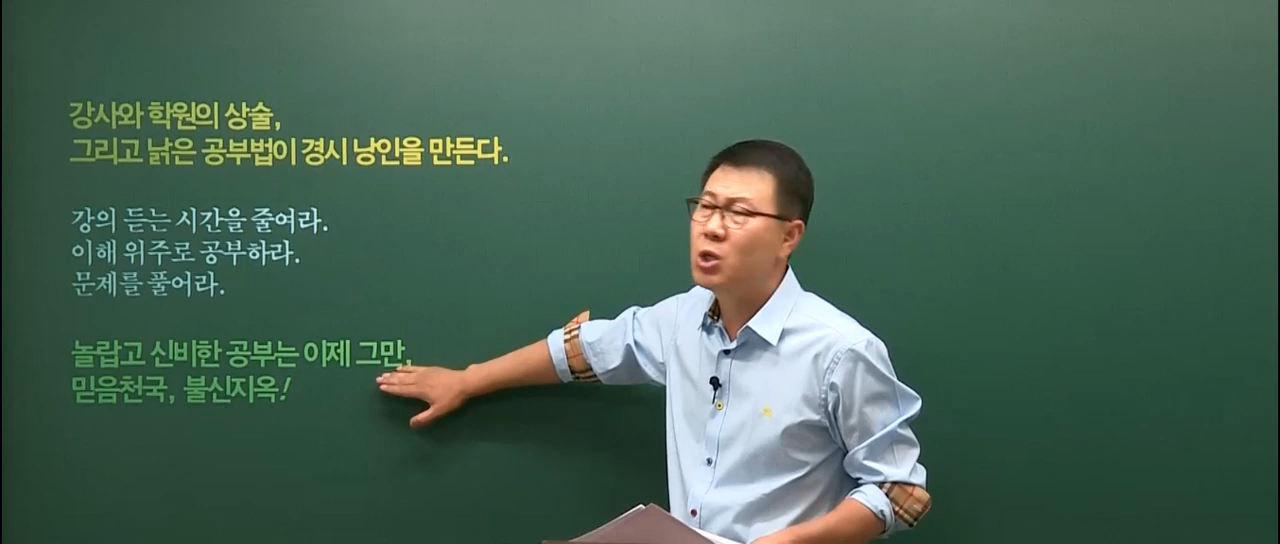 강사와 학원의 상술,
그리고 낡은 공부법이 경시 낭인을 만든다.
강의 듣는 시간을 줄여라.
이해 위주로 공부하라.
문제를 풀어라.
놀랍고 신비한 공부는 이제 그만,
믿음천국, 불신지옥!